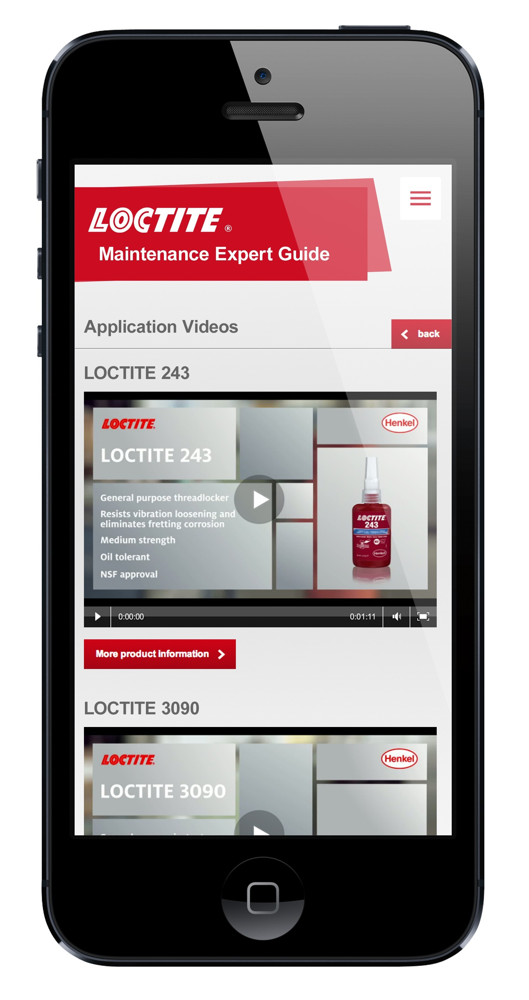 LOCTITE®
Maintenance Expert Guide
Application Videos
back
LOCTITE 243
LOCTITE
Henkel
LOCTITE 243
General purpose threadlocker
Resists vibration loosening and
eliminates fretting corrosion
Medium strength
Oil tolerant
NSF approval
LOCTITE
243
Henkel
0:00:00
0:01:11
More product information
LOCTITE 3090
LOCTITE
Henkel
LOCTITE 3090